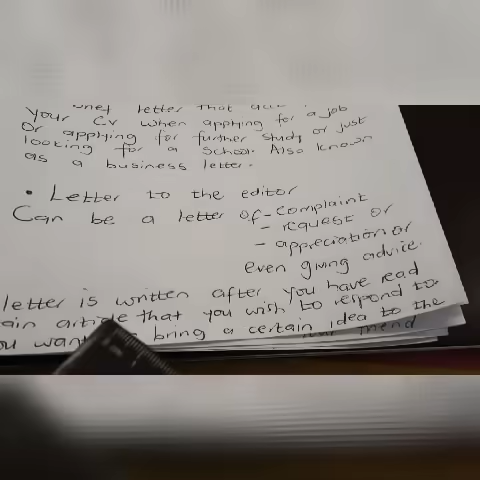 letter that
your CV when applying for a job
Or applying for further study or just
looking for a school. Also known
as a business letter.
• Letter to the editor
Can be a letter of - complaint
- request or
- appreciation or
even giving advice.
letter is written after you have read
article that you wish to respond to
bring a certain idea to the